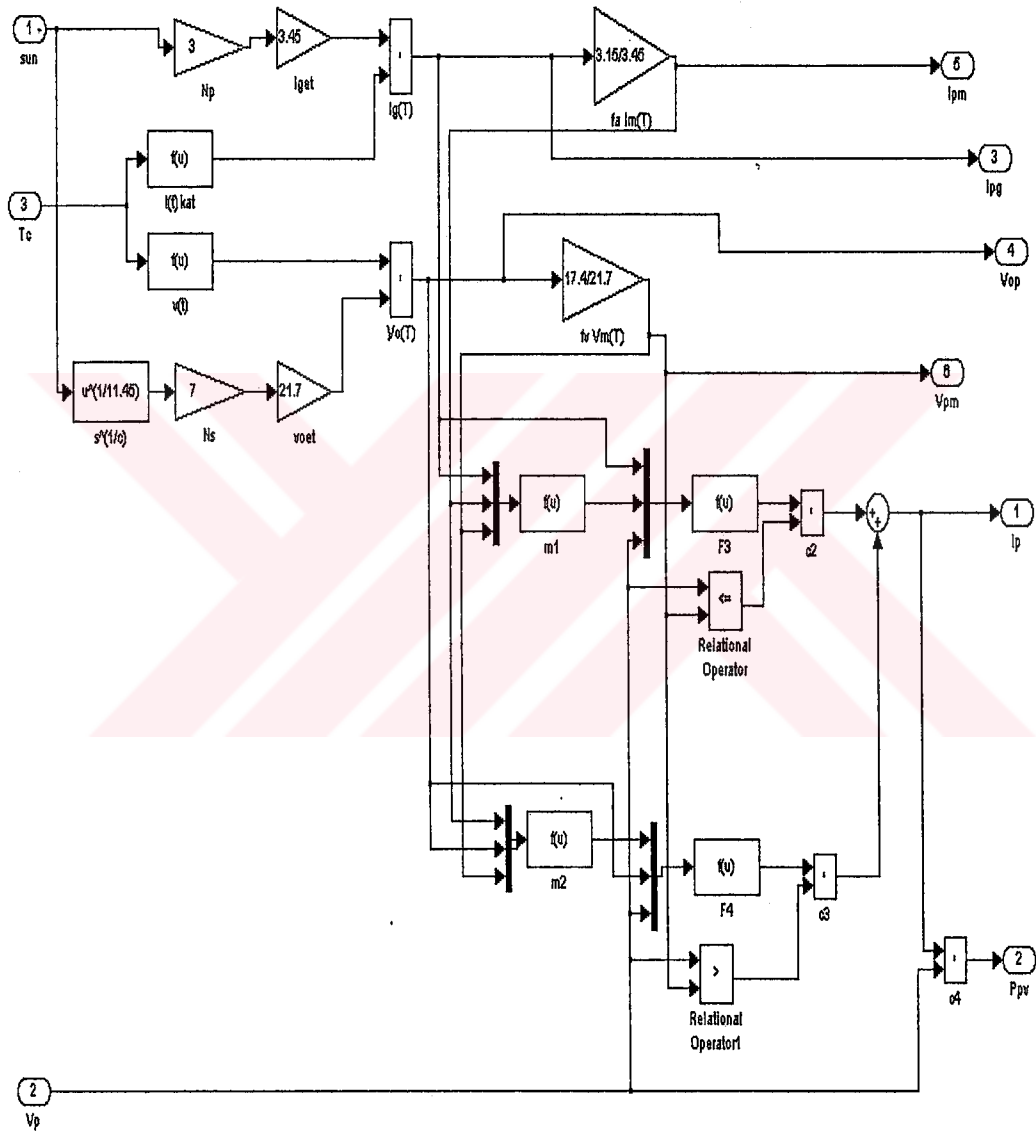 1
sun
3
Np
3.45
Iget
Ig(T)
3.15/3.45
fa Im(T)
6
Ipm
3
Ipg
3
Tc
f(u)
I(t) kat
f(u)
v(t)
Vo(T)
17.4/21.7
fv Vm(T)
4
Vop
6
Vpm
u^(1/11.45)
s^(1/c)
7
Ns
21.7
voet
f(u)
m1
f(u)
F3
c2
+
+
1
Ip
<=
Relational
Operator
f(u)
m2
f(u)
F4
c3
>
Relational
Operator1
c4
2
Ppv
2
Vp